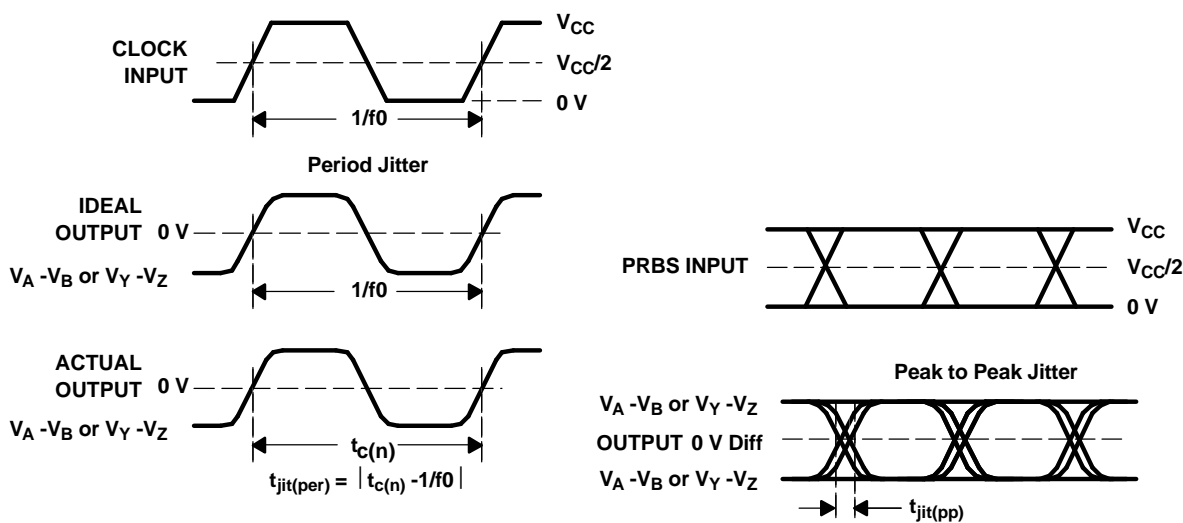 CLOCK
INPUT
V_CC
V_CC/2
0 V
1/f0
Period Jitter
IDEAL
OUTPUT 0 V
V_A -V_B or V_Y -V_Z
1/f0
ACTUAL
OUTPUT 0 V
V_A -V_B or V_Y -V_Z
t_c(n)
t_jit(per) = | t_c(n) -1/f0 |
PRBS INPUT
V_CC
V_CC/2
0 V
Peak to Peak Jitter
V_A -V_B or V_Y -V_Z
OUTPUT 0 V Diff
V_A -V_B or V_Y -V_Z
t_jit(pp)